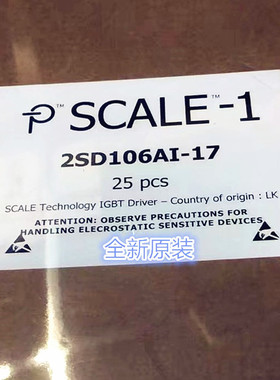 SCALE™-1
2SD106AI-17
25 pcs
SCALE Technology IGBT Driver – Country of origin : LK
ATTENTION: OBSERVE PRECAUTIONS FOR
HANDLING ELECROSTATIC SENSITIVE DEVICES
全新原装